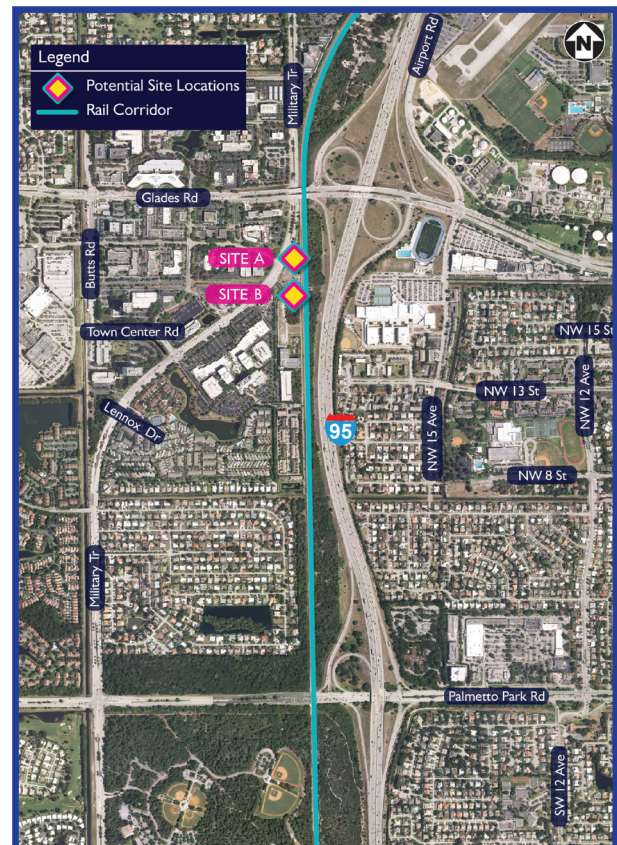 Legend
Potential Site Locations
Rail Corridor
Military Tr
Airport Rd
N
Glades Rd
Butts Rd
SITE A
SITE B
Town Center Rd
NW 15 St
NW 13 St
NW 12 Ave
Lennox Dr
95
NW 15 Ave
NW 8 St
Military Tr
Palmetto Park Rd
SW 12 Ave